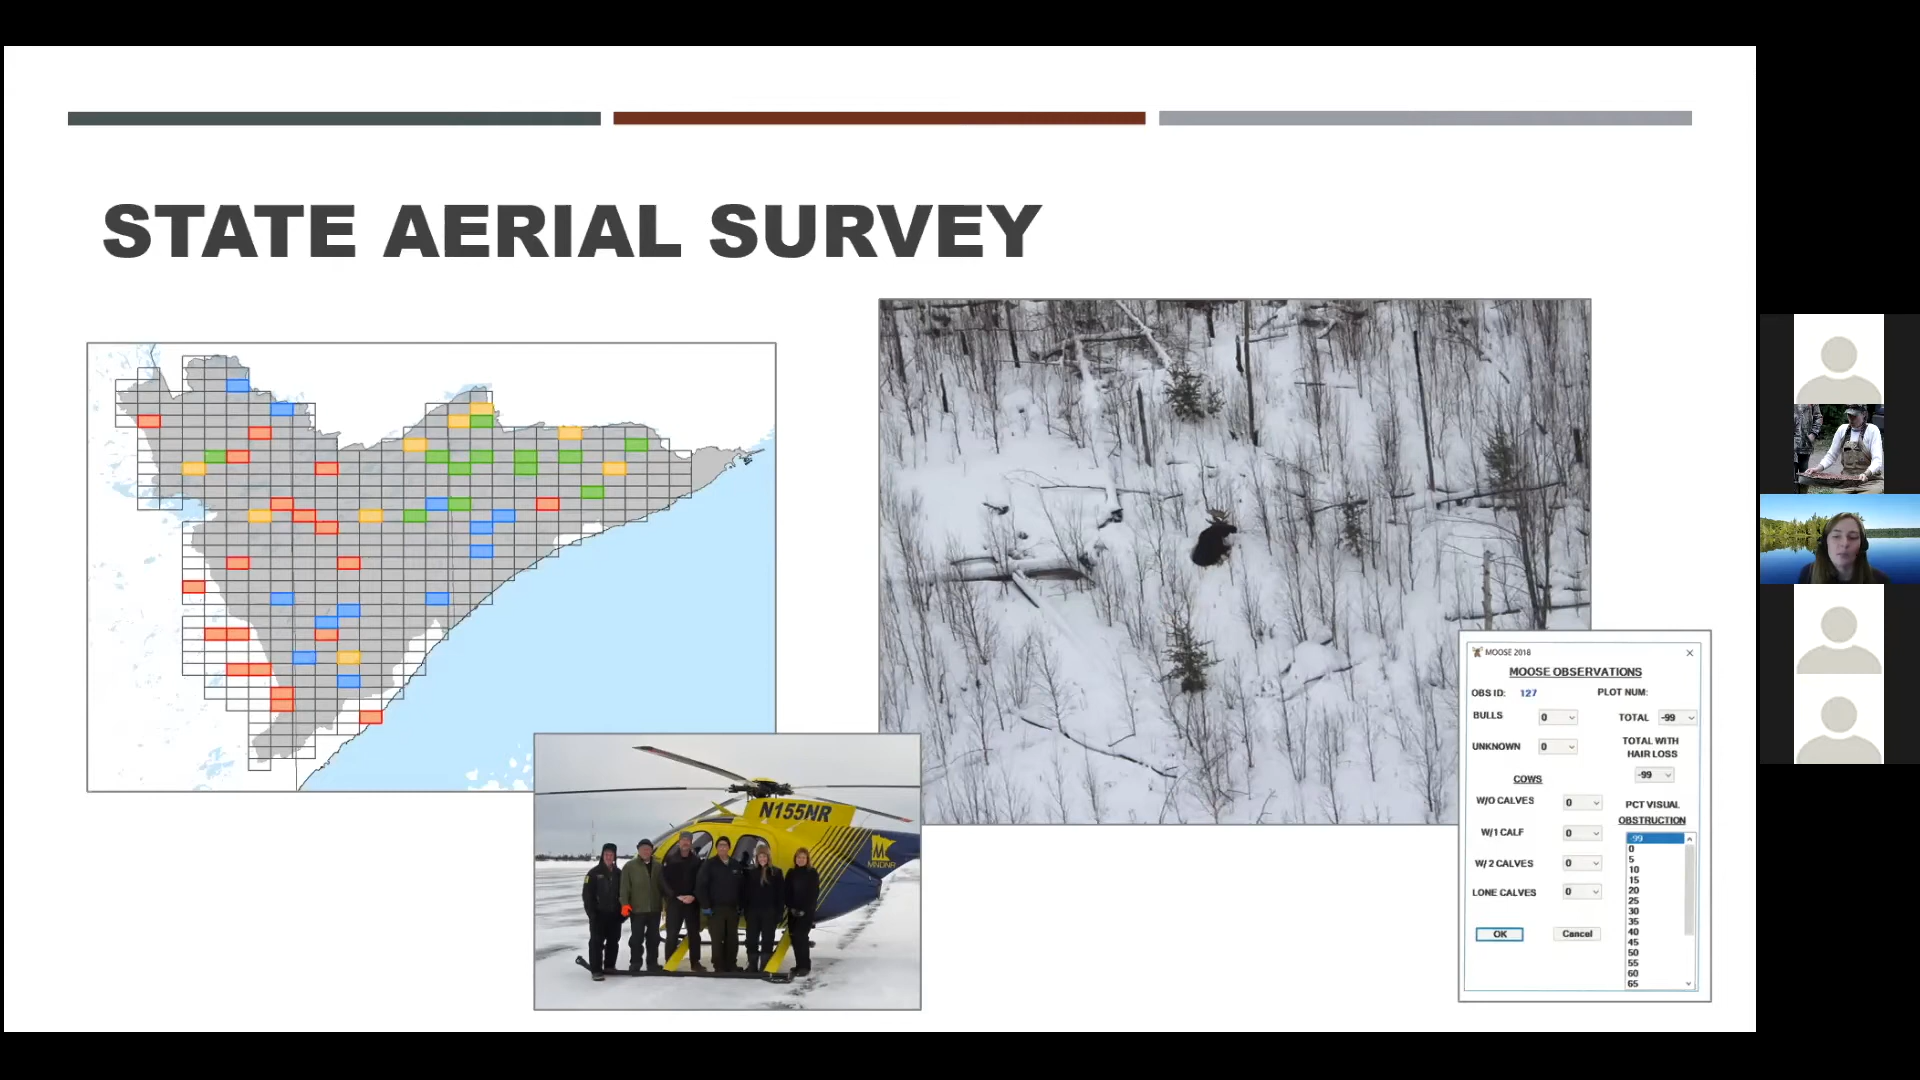 STATE AERIAL SURVEY
N155NR
MNDNR
MOOSE 2018
MOOSE OBSERVATIONS
OBS ID: 127 PLOT NUM:
BULLS 0 TOTAL -99
UNKNOWN 0 TOTAL WITH
HAIR LOSS
-99
COWS
W/O CALVES 0 PCT VISUAL
OBSTRUCTION
W/1 CALF 0
W/ 2 CALVES 0
LONE CALVES 0
OK Cancel
-99
0
5
10
15
20
25
30
35
40
45
50
55
60
65